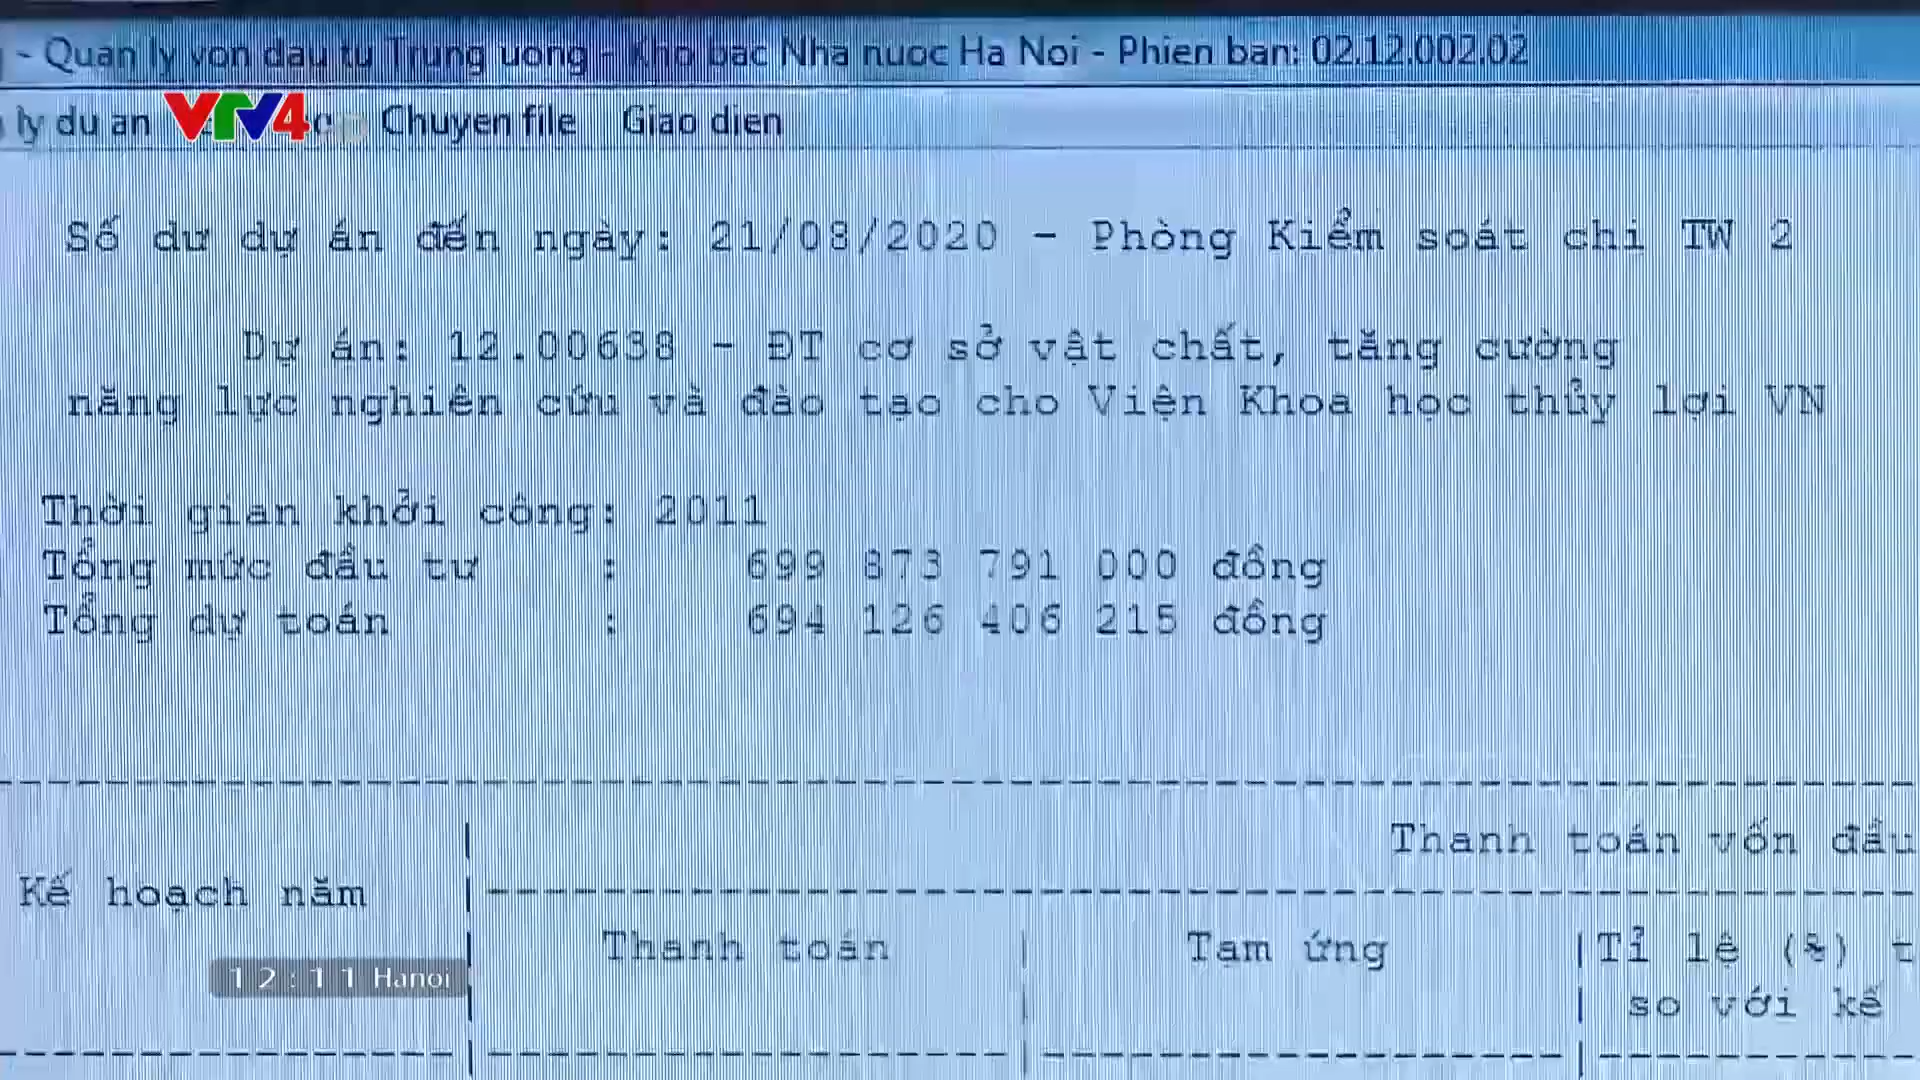 - Quan ly von dau tu Trung uong - Kho bac Nha nuoc Ha Noi - Phien ban: 02.12.002.02
ly du an VTV4 Chuyen file Giao dien
Số dư dự án đến ngày: 21/08/2020 - Phòng Kiểm soát chi TW 2
Dự án: 12.00638 - ĐT cơ sở vật chất, tăng cường
năng lực nghiên cứu và đào tạo cho Viện Khoa học thủy lợi VN
Thời gian khởi công: 2011
Tổng mức đầu tư : 699 873 791 000 đồng
Tổng dự toán : 694 126 406 215 đồng
Thanh toán vốn đầu
Kế hoạch năm
Thanh toán Tạm ứng Tỉ lệ (%) t
so với kế
12:11 Hanoi